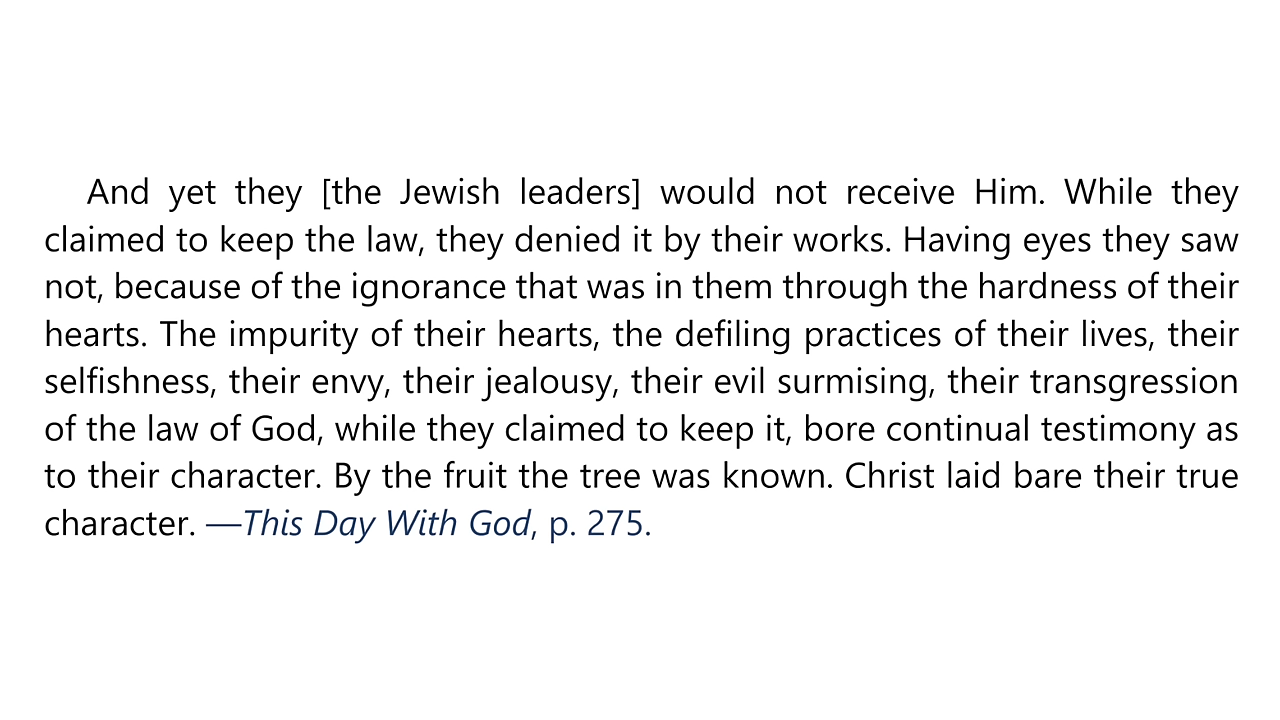 And yet they [the Jewish leaders] would not receive Him. While they
claimed to keep the law, they denied it by their works. Having eyes they saw
not, because of the ignorance that was in them through the hardness of their
hearts. The impurity of their hearts, the defiling practices of their lives, their
selfishness, their envy, their jealousy, their evil surmising, their transgression
of the law of God, while they claimed to keep it, bore continual testimony as
to their character. By the fruit the tree was known. Christ laid bare their true
character. —This Day With God, p. 275.